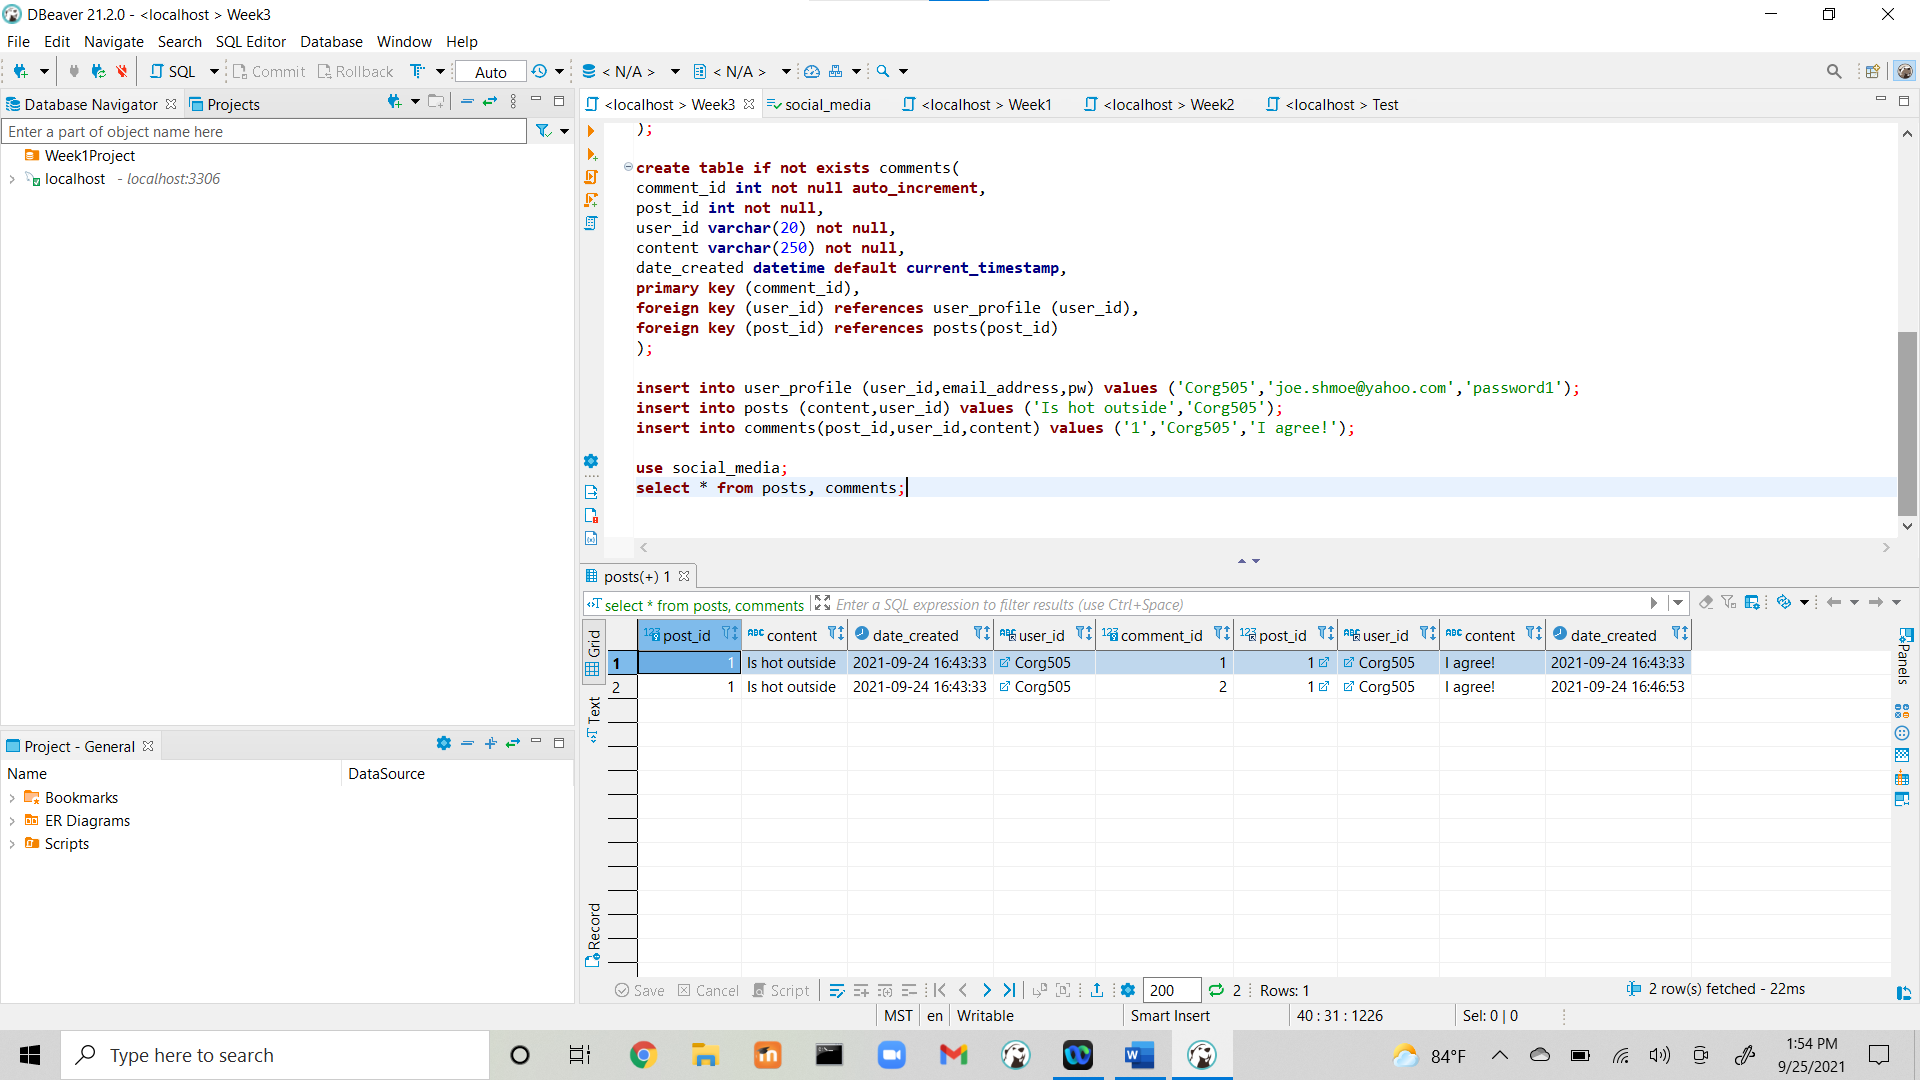 DBeaver 21.2.0 - <localhost > Week3
File Edit Navigate Search SQL Editor Database Window Help
SQL Commit Rollback Auto < N/A > < N/A >
Database Navigator Projects
Enter a part of object name here
Week1Project
localhost - localhost:3306
<localhost > Week3 social_media <localhost > Week1 <localhost > Week2 <localhost > Test
);
create table if not exists comments(
comment_id int not null auto_increment,
post_id int not null,
user_id varchar(20) not null,
content varchar(250) not null,
date_created datetime default current_timestamp,
primary key (comment_id),
foreign key (user_id) references user_profile (user_id),
foreign key (post_id) references posts(post_id)
);
insert into user_profile (user_id,email_address,pw) values ('Corg505','joe.shmoe@yahoo.com','password1');
insert into posts (content,user_id) values ('Is hot outside','Corg505');
insert into comments(post_id,user_id,content) values ('1','Corg505','I agree!');
use social_media;
select * from posts, comments;
posts(+) 1
select * from posts, comments Enter a SQL expression to filter results (use Ctrl+Space)
Grid
Text
Record
Panels
post_id content date_created user_id comment_id post_id user_id content date_created
1 1 Is hot outside 2021-09-24 16:43:33 Corg505 1 1 Corg505 I agree! 2021-09-24 16:43:33
2 1 Is hot outside 2021-09-24 16:43:33 Corg505 2 1 Corg505 I agree! 2021-09-24 16:46:53
Save Cancel Script 200 2 Rows: 1 2 row(s) fetched - 22ms
Project - General
Name DataSource
Bookmarks
ER Diagrams
Scripts
MST en Writable Smart Insert 40 : 31 : 1226 Sel: 0 | 0
Type here to search
84°F
1:54 PM
9/25/2021